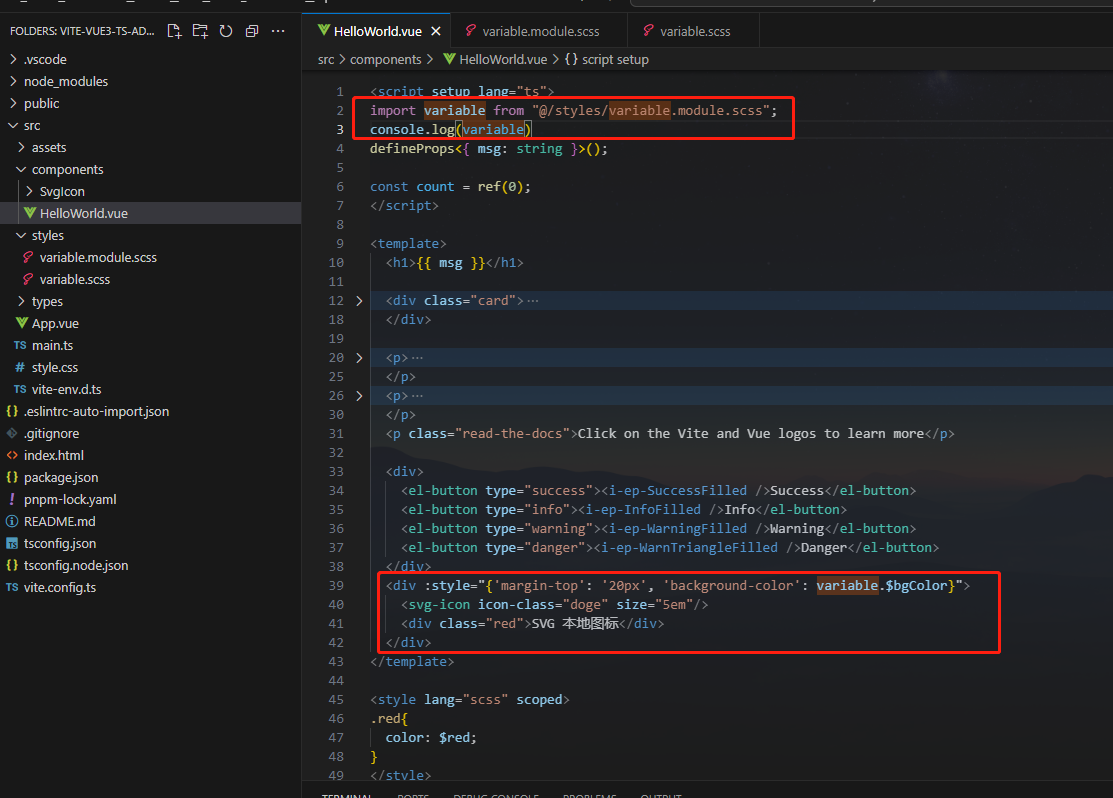 FOLDERS: VITE-VUE3-TS-AD...
.vscode
node_modules
public
src
assets
components
SvgIcon
HelloWorld.vue
styles
variable.module.scss
variable.scss
types
App.vue
TS main.ts
# style.css
TS vite-env.d.ts
{} .eslintrc-auto-import.json
.gitignore
<> index.html
{} package.json
! pnpm-lock.yaml
README.md
TS tsconfig.json
{} tsconfig.node.json
TS vite.config.ts
HelloWorld.vue
variable.module.scss
variable.scss
src > components > HelloWorld.vue > {} script setup
1 <script setup lang="ts">
2 import variable from "@/styles/variable.module.scss";
3 console.log(variable)
4 defineProps<{ msg: string }>();
5
6 const count = ref(0);
7 </script>
8
9 <template>
10 <h1>{{ msg }}</h1>
11
12 <div class="card">···
18 </div>
19
20 <p>···
25 </p>
26 <p>···
30 </p>
31 <p class="read-the-docs">Click on the Vite and Vue logos to learn more</p>
32
33 <div>
34 <el-button type="success"><i-ep-SuccessFilled />Success</el-button>
35 <el-button type="info"><i-ep-InfoFilled />Info</el-button>
36 <el-button type="warning"><i-ep-WarningFilled />Warning</el-button>
37 <el-button type="danger"><i-ep-WarnTriangleFilled />Danger</el-button>
38 </div>
39 <div :style="{'margin-top': '20px', 'background-color': variable.$bgColor}">
40 <svg-icon icon-class="doge" size="5em"/>
41 <div class="red">SVG 本地图标</div>
42 </div>
43 </template>
44
45 <style lang="scss" scoped>
46 .red{
47 color: $red;
48 }
49 </style>
TERMINAL PORTS DEBUG CONSOLE PROBLEMS OUTPUT